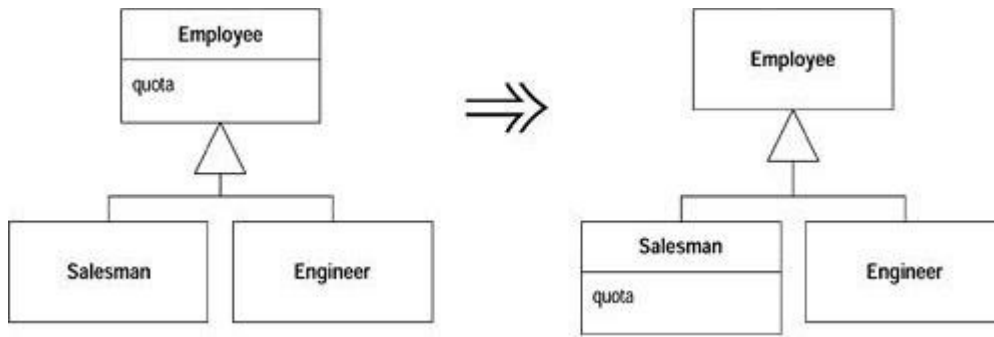 Employee
quota
Salesman
Engineer
Employee
Salesman
quota
Engineer